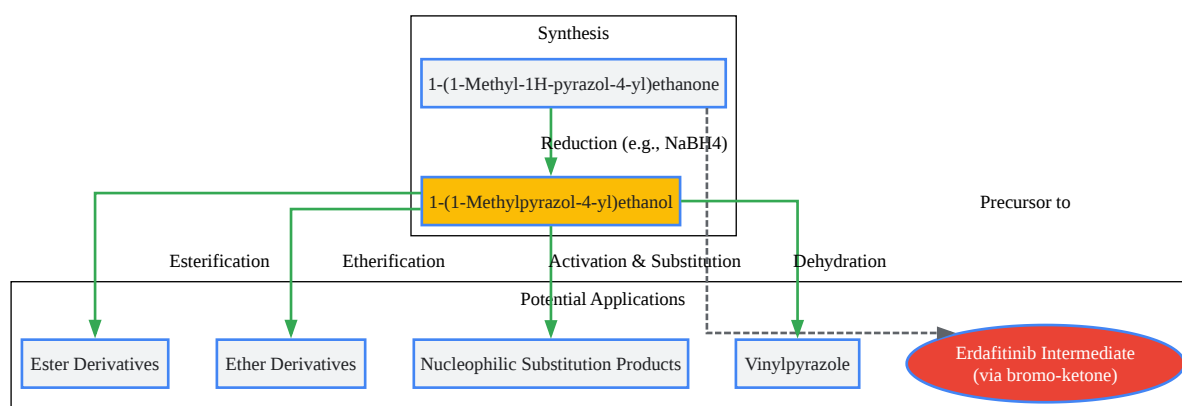 Synthesis
1-(1-Methyl-1H-pyrazol-4-yl)ethanone
Reduction (e.g., NaBH4)
1-(1-Methylpyrazol-4-yl)ethanol
Precursor to
Esterification
Etherification
Activation & Substitution
Dehydration
Potential Applications
Ester Derivatives
Ether Derivatives
Nucleophilic Substitution Products
Vinylpyrazole
Erdafitinib Intermediate
(via bromo-ketone)